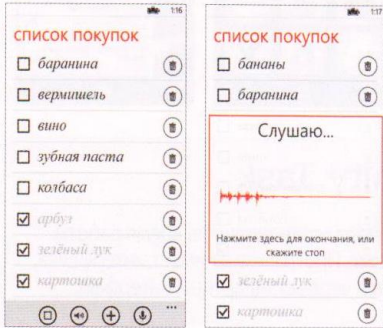 1:16
список покупок
баранина
вермишель
вино
зубная паста
колбаса
арбуз
зелёный лук
картошка
1:17
список покупок
бананы
баранина
Слушаю...
Нажмите здесь для окончания, или
скажите стоп
зелёный лук
картошка